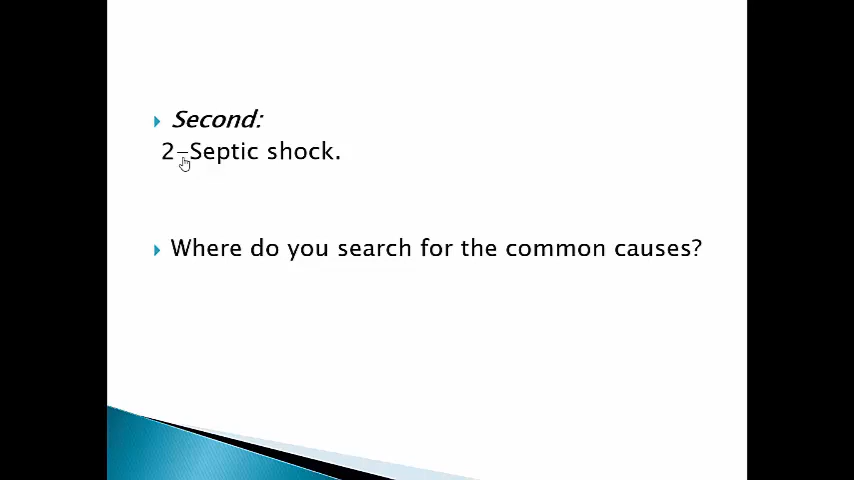 Second:
2-Septic shock.
Where do you search for the common causes?